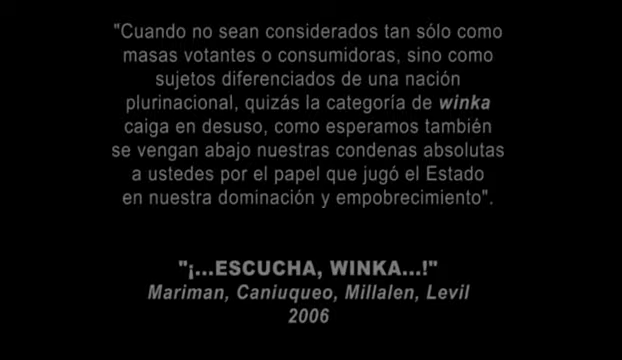 "Cuando no sean considerados tan sólo como
masas votantes o consumidoras, sino como
sujetos diferenciados de una nación
plurinacional, quizás la categoría de winka
caiga en desuso, como esperamos también
se vengan abajo nuestras condenas absolutas
a ustedes por el papel que jugó el Estado
en nuestra dominación y empobrecimiento".
"¡...ESCUCHA, WINKA...!"
Mariman, Caniuqueo, Millalen, Levil
2006